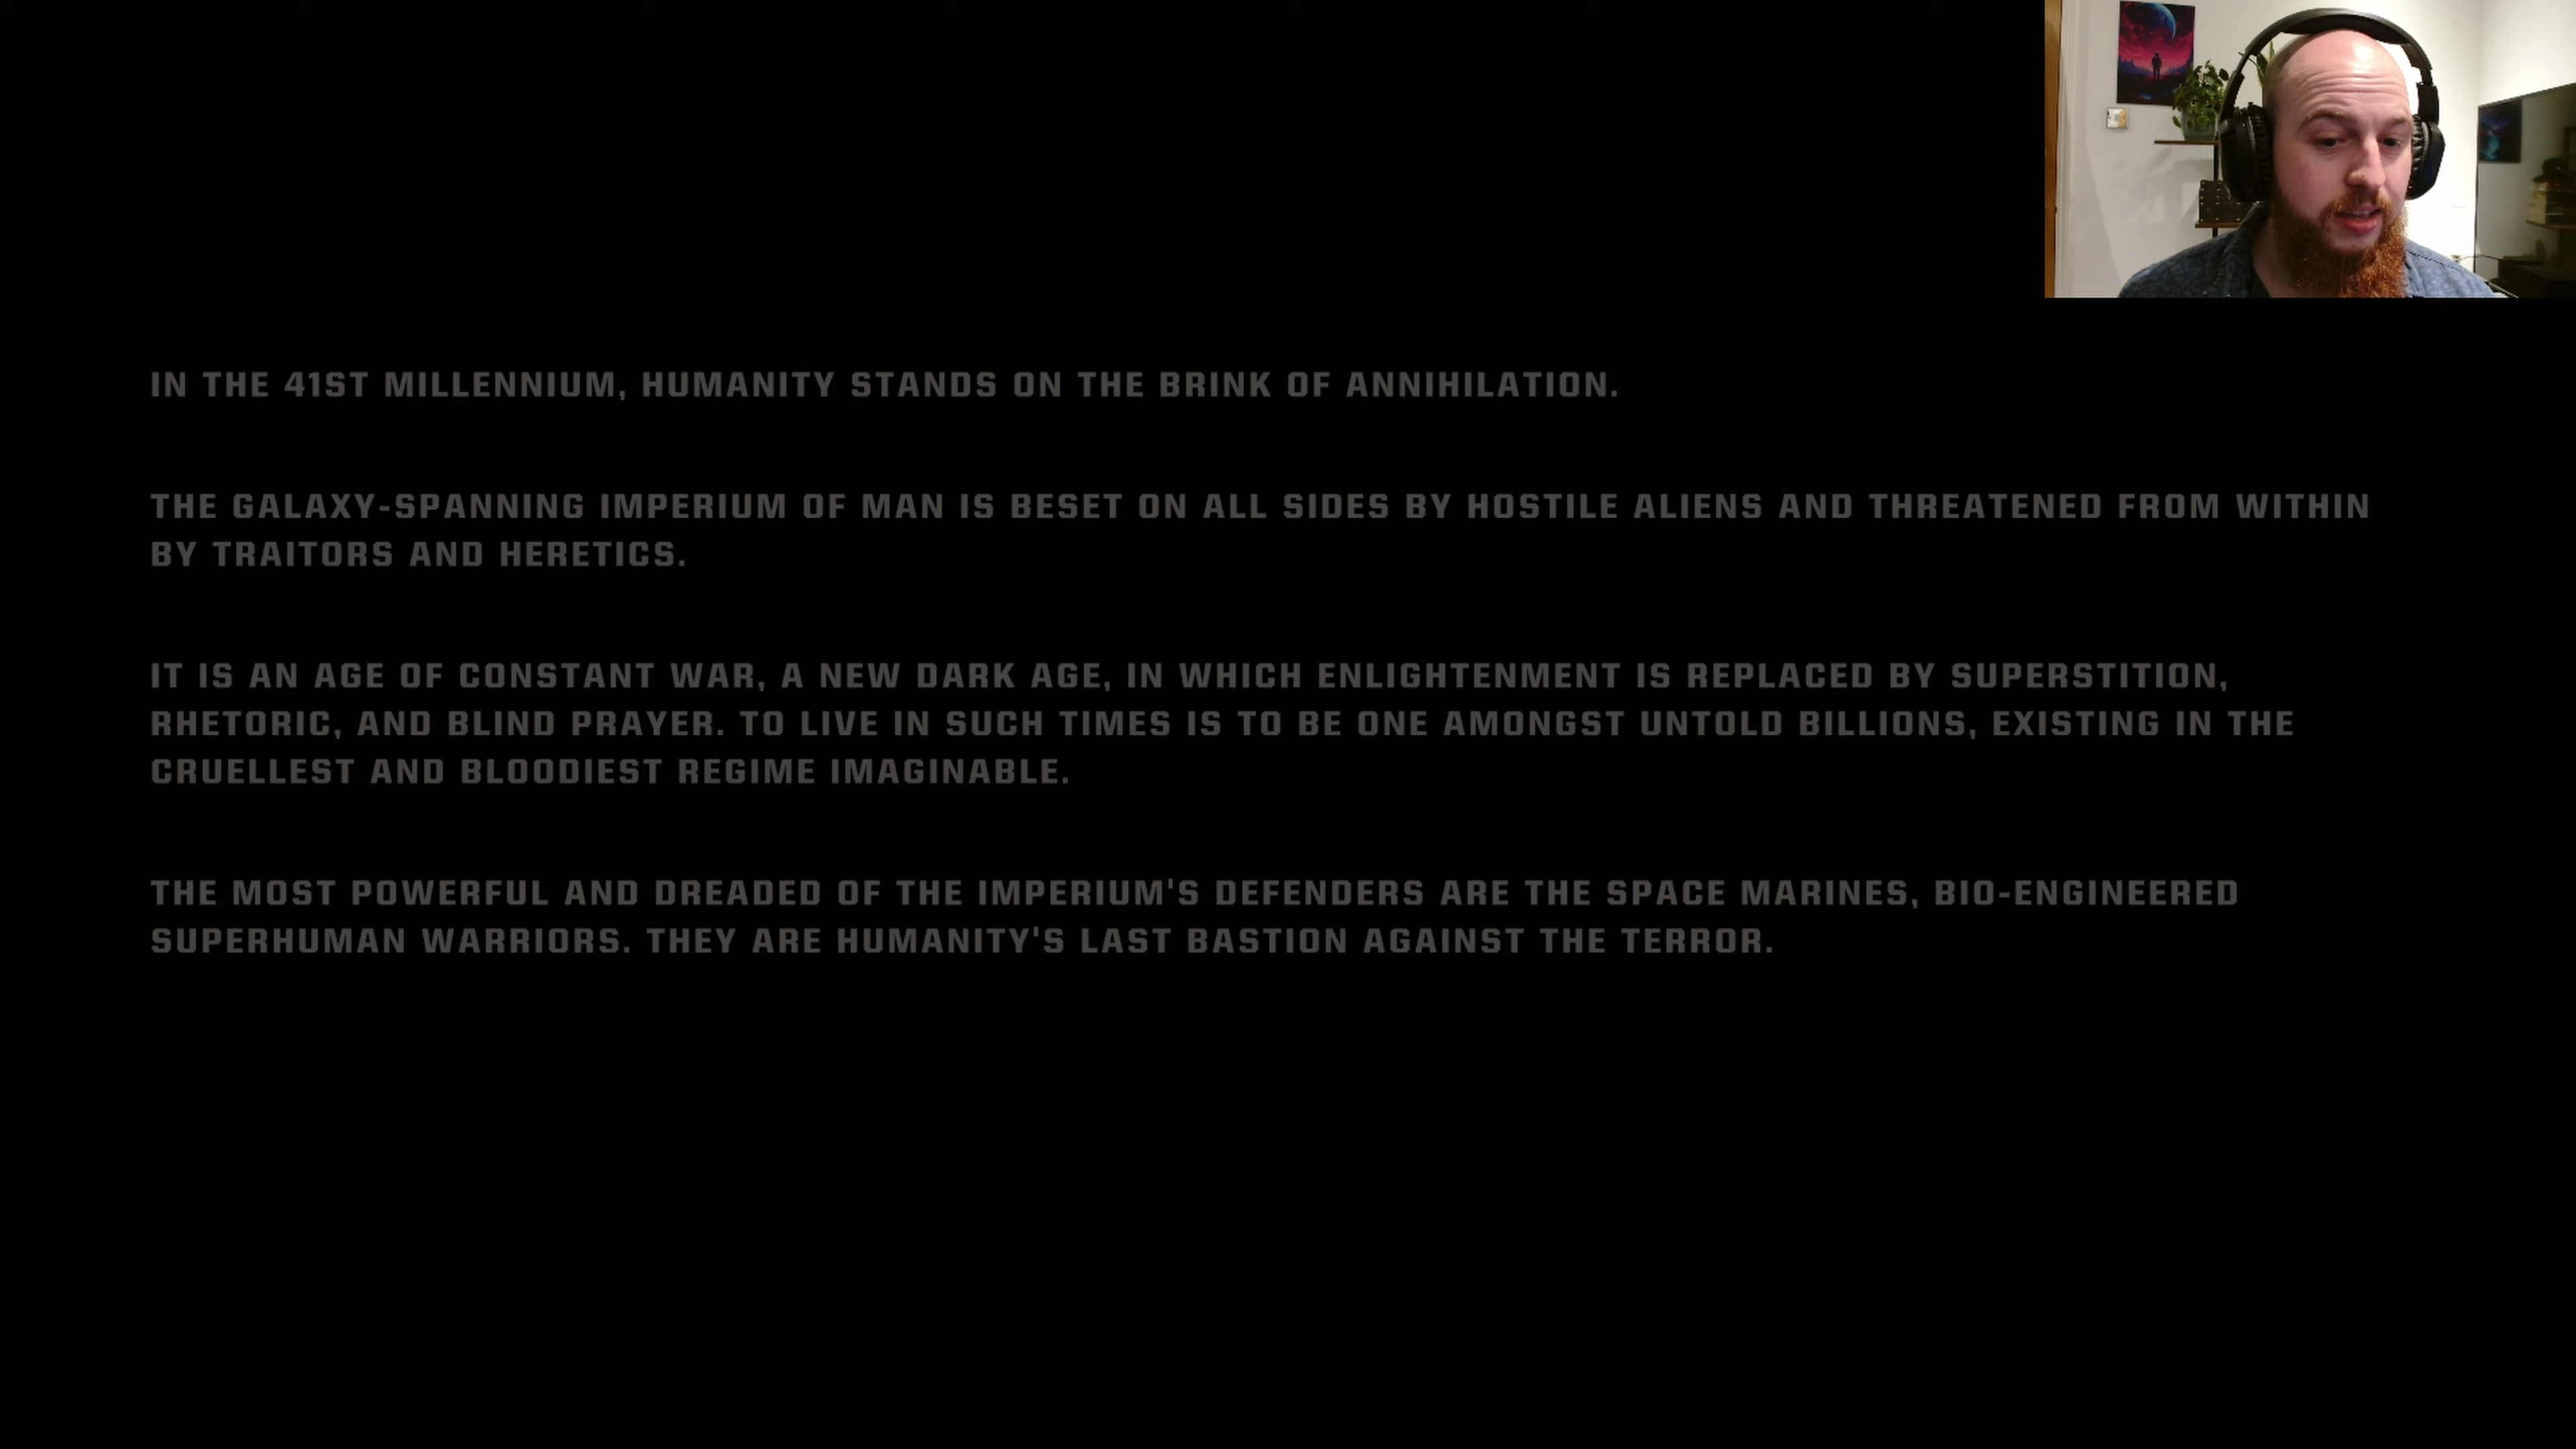 IN THE 41ST MILLENNIUM, HUMANITY STANDS ON THE BRINK OF ANNIHILATION.
THE GALAXY-SPANNING IMPERIUM OF MAN IS BESET ON ALL SIDES BY HOSTILE ALIENS AND THREATENED FROM WITHIN
BY TRAITORS AND HERETICS.
IT IS AN AGE OF CONSTANT WAR, A NEW DARK AGE, IN WHICH ENLIGHTENMENT IS REPLACED BY SUPERSTITION,
RHETORIC, AND BLIND PRAYER. TO LIVE IN SUCH TIMES IS TO BE ONE AMONGST UNTOLD BILLIONS, EXISTING IN THE
CRUELLEST AND BLOODIEST REGIME IMAGINABLE.
THE MOST POWERFUL AND DREADED OF THE IMPERIUM'S DEFENDERS ARE THE SPACE MARINES, BIO-ENGINEERED
SUPERHUMAN WARRIORS. THEY ARE HUMANITY'S LAST BASTION AGAINST THE TERROR.